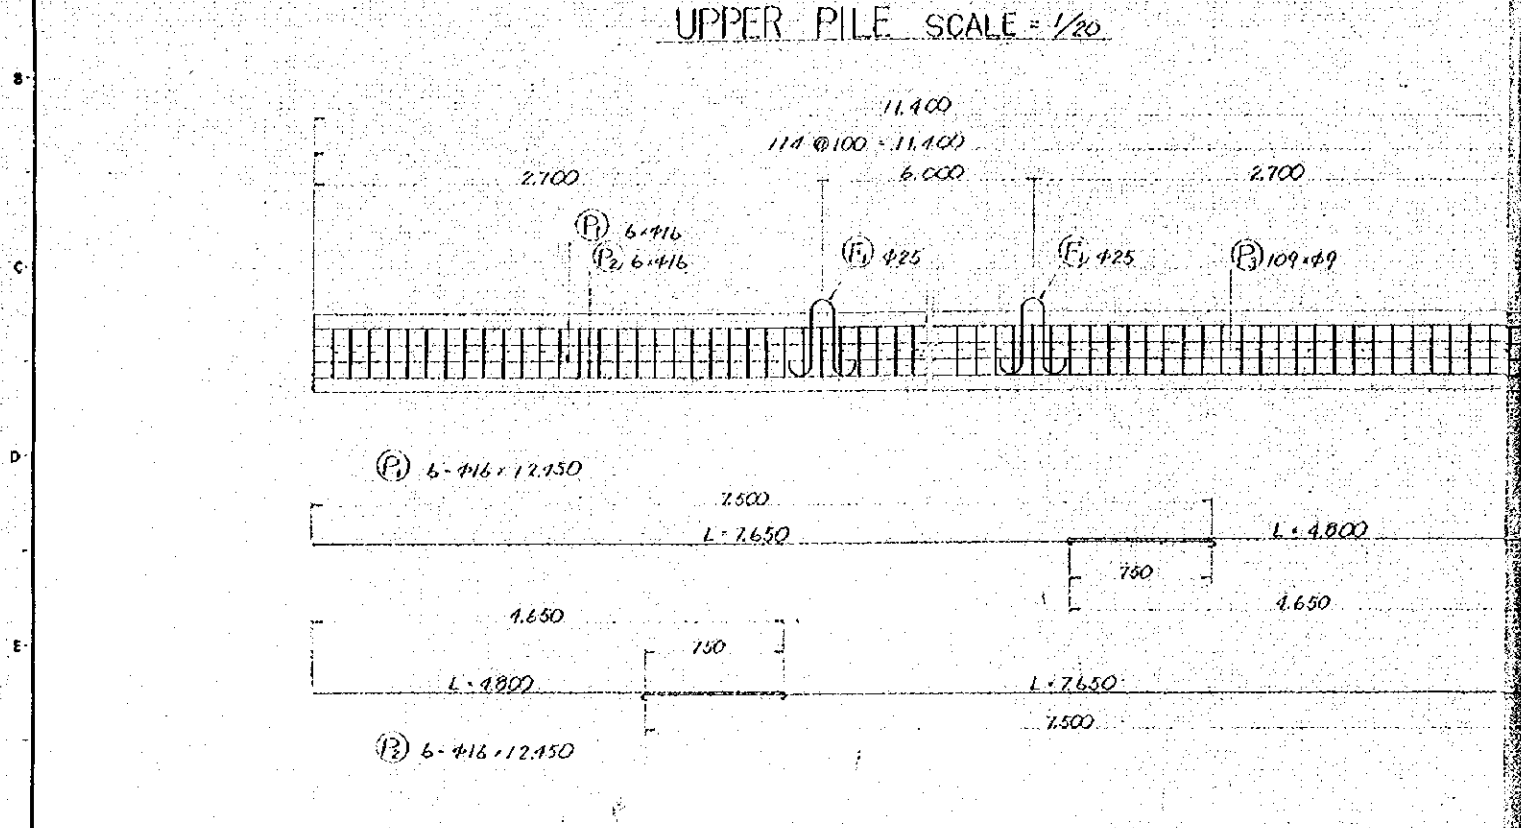 UPPER PILE SCALE = 1/20
B
11.400
114 @100 = 11.400
2.700
6.000
2.700
P1 6×φ16
P2 6×φ16
F1 φ25
F1 φ25
P3 109×φ9
C
D
P1 6-φ16×12.450
7.500
L=7.650
L=4.800
750
4.650
4.650
750
E
L=4.800
L=7.650
7.500
P2 6-φ16×12.450